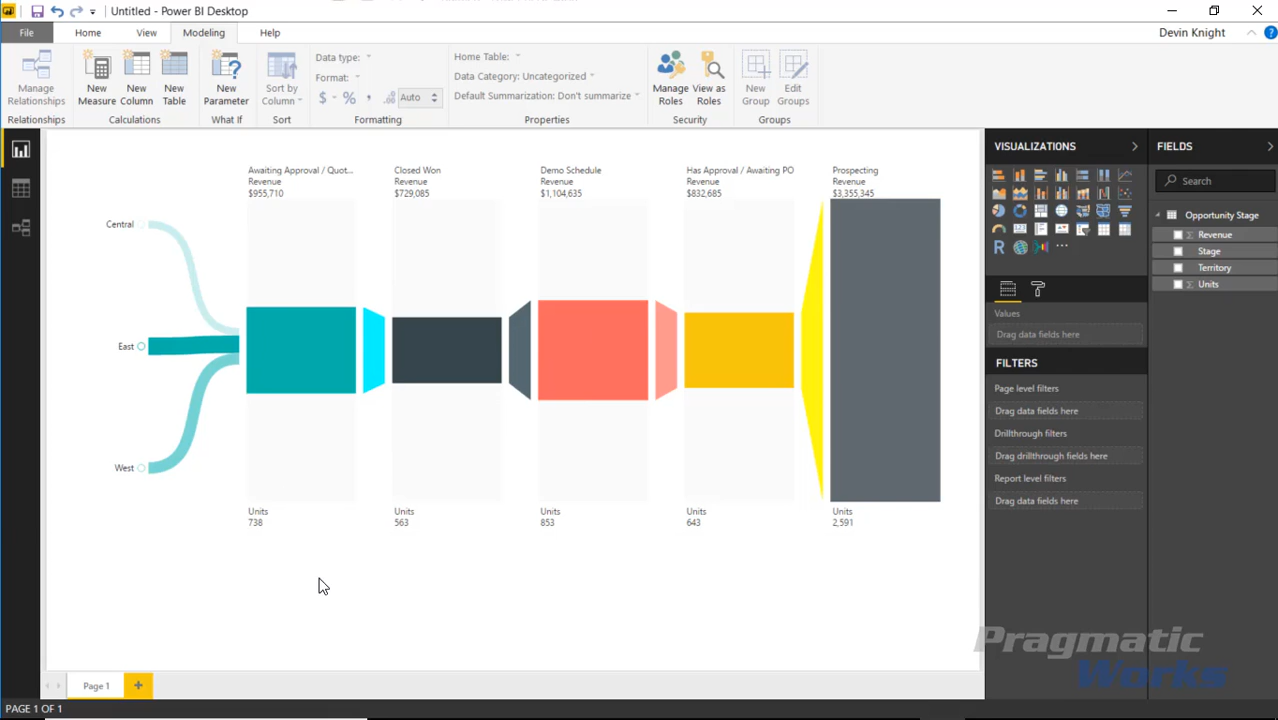 Untitled - Power BI Desktop
File
Home
View
Modeling
Help
Devin Knight
Manage Relationships
New Measure
New Column
New Table
New Parameter
Sort by Column
Data type:
Format:
$ % , Auto
Home Table:
Data Category: Uncategorized
Default Summarization: Don't summarize
Manage Roles
View as Roles
New Group
Edit Groups
Relationships
Calculations
What If
Sort
Formatting
Properties
Security
Groups
Awaiting Approval / Quot...
Revenue
$955,710
Closed Won
Revenue
$729,085
Demo Schedule
Revenue
$1,104,635
Has Approval / Awaiting PO
Revenue
$832,685
Prospecting
Revenue
$3,355,345
Central
East
West
Units
738
Units
563
Units
853
Units
643
Units
2,591
VISUALIZATIONS
R
Values
Drag data fields here
FILTERS
Page level filters
Drag data fields here
Drillthrough filters
Drag drillthrough fields here
Report level filters
Drag data fields here
FIELDS
Search
Opportunity Stage
Σ Revenue
Stage
Territory
Σ Units
Pragmatic
Works
Page 1
PAGE 1 OF 1